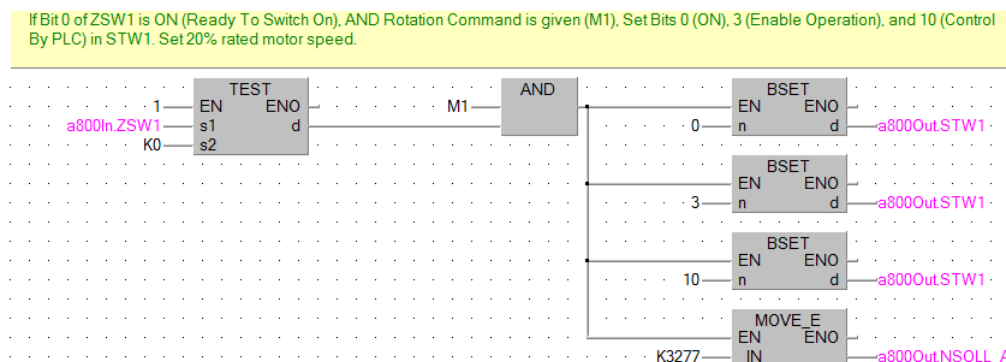 If Bit 0 of ZSW1 is ON (Ready To Switch On), AND Rotation Command is given (M1), Set Bits 0 (ON), 3 (Enable Operation), and 10 (Control
By PLC) in STW1. Set 20% rated motor speed.
TEST AND BSET
1 EN ENO M1 EN ENO
a800In.ZSW1 s1 d 0 n d a800Out.STW1
K0 s2
BSET
EN ENO
3 n d a800Out.STW1
BSET
EN ENO
10 n d a800Out.STW1
MOVE_E
EN ENO
K3277 IN a800Out.NSOLL_A